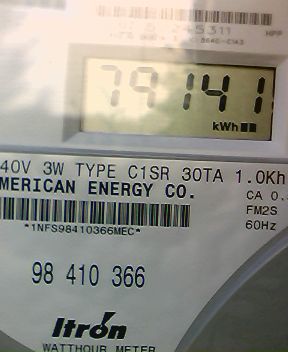 79141
kWh
40V 3W TYPE C1SR 30TA 1.0Kh
MERICAN ENERGY CO.
CA 0.
FM2S
*1NFS98410366MEC*
60Hz
98 410 366
Itron
WATTHOUR METER